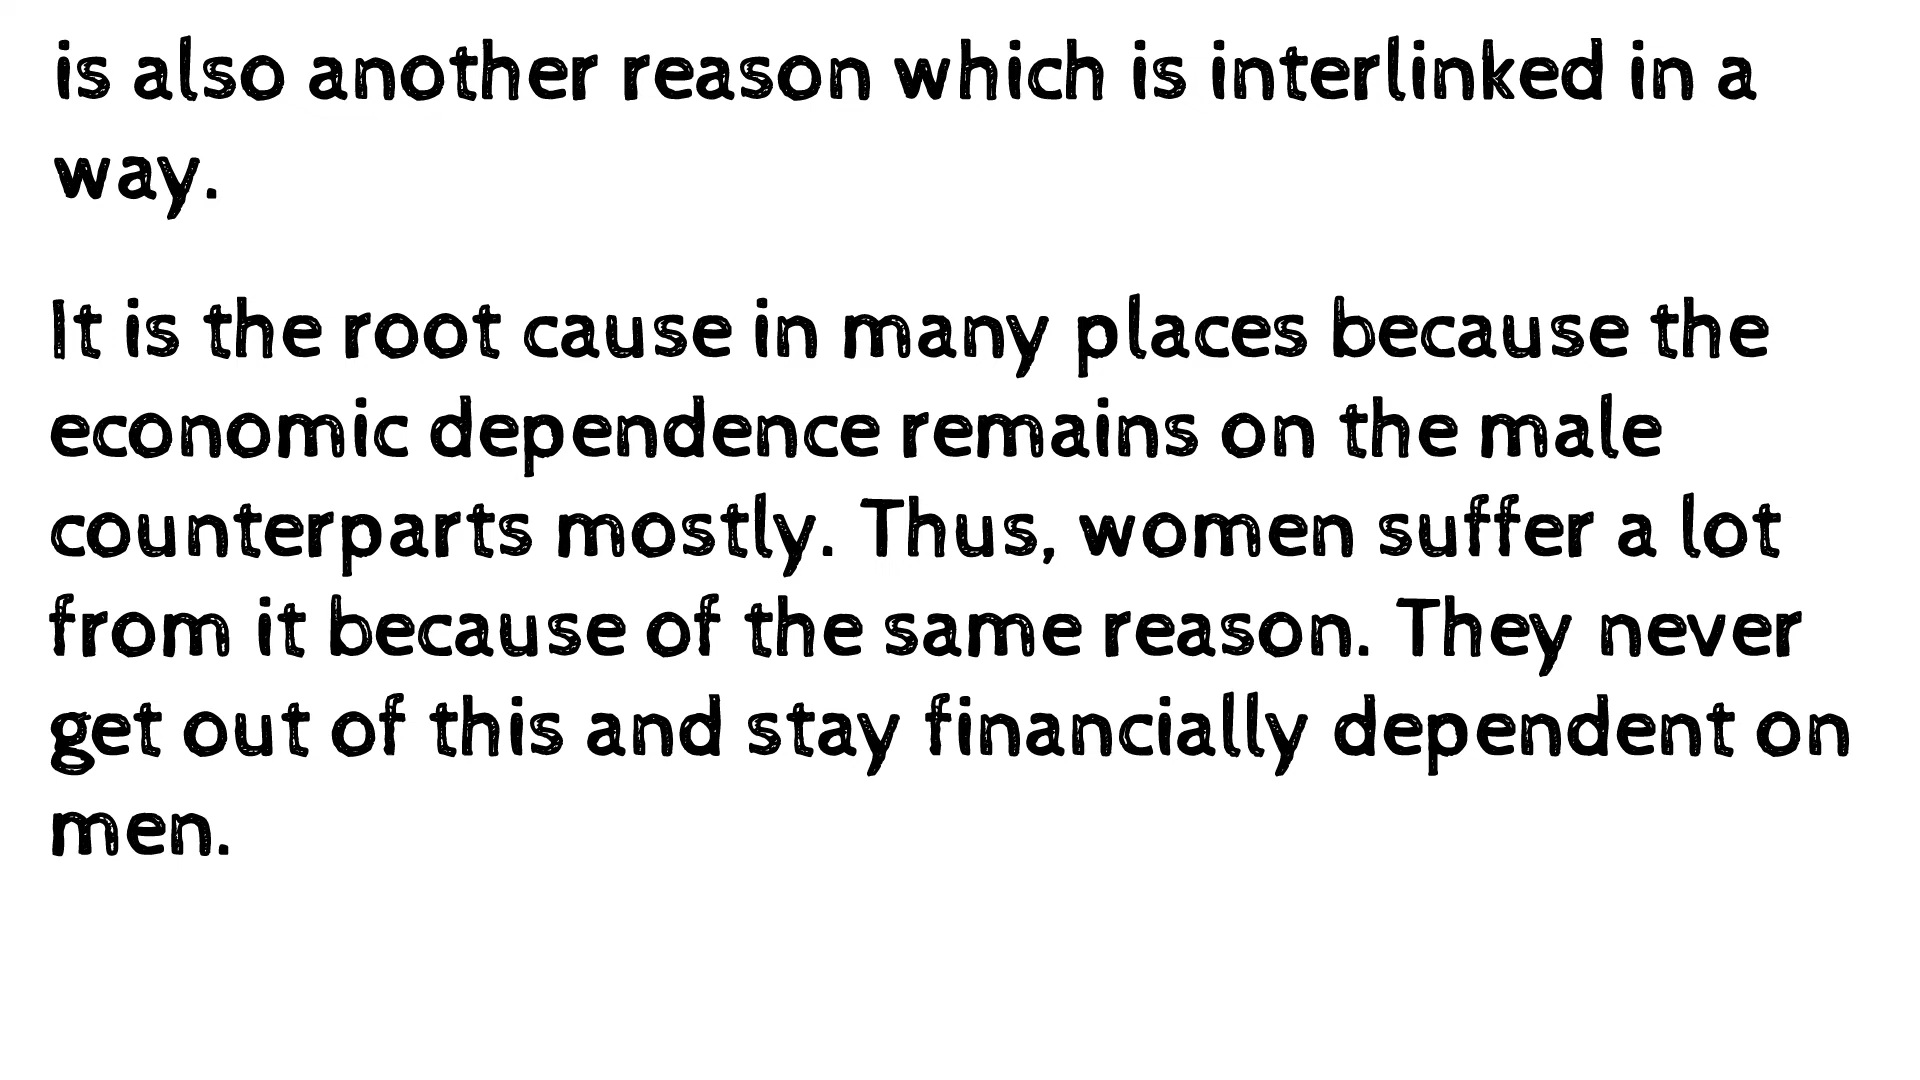 is also another reason which is interlinked in a
way.
It is the root cause in many places because the
economic dependence remains on the male
counterparts mostly. Thus, women suffer a lot
from it because of the same reason. They never
get out of this and stay financially dependent on
men.